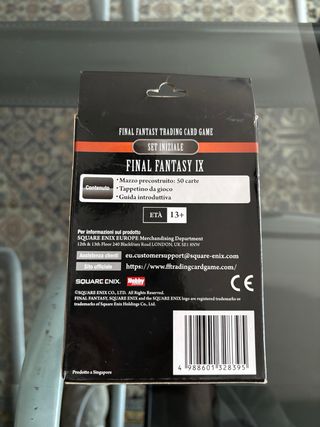 FINAL FANTASY TRADING CARD GAME
SET INIZIALE
FINAL FANTASY IX
Contenuto
• Mazzo precostruito: 50 carte
• Tappetino da gioco
• Guida introduttiva
ETÀ 13+
Per informazioni sul prodotto
SQUARE ENIX EUROPE Merchandising Department
12th & 13th Floor 240 Blackfriars Road LONDON, UK SE1 8NW
Assistenza clienti eu.customersupport@square-enix.com
Sito officiale https://www.fftradingcardgame.com/
SQUARE ENIX. Hobby CE
©SQUARE ENIX CO., LTD. All Rights Reserved.
FINAL FANTASY, SQUARE ENIX and the SQUARE ENIX logo are registered trademarks or
trademarks of Square Enix Holdings Co., Ltd.
Prodotto a Singapore
4 988601 328395